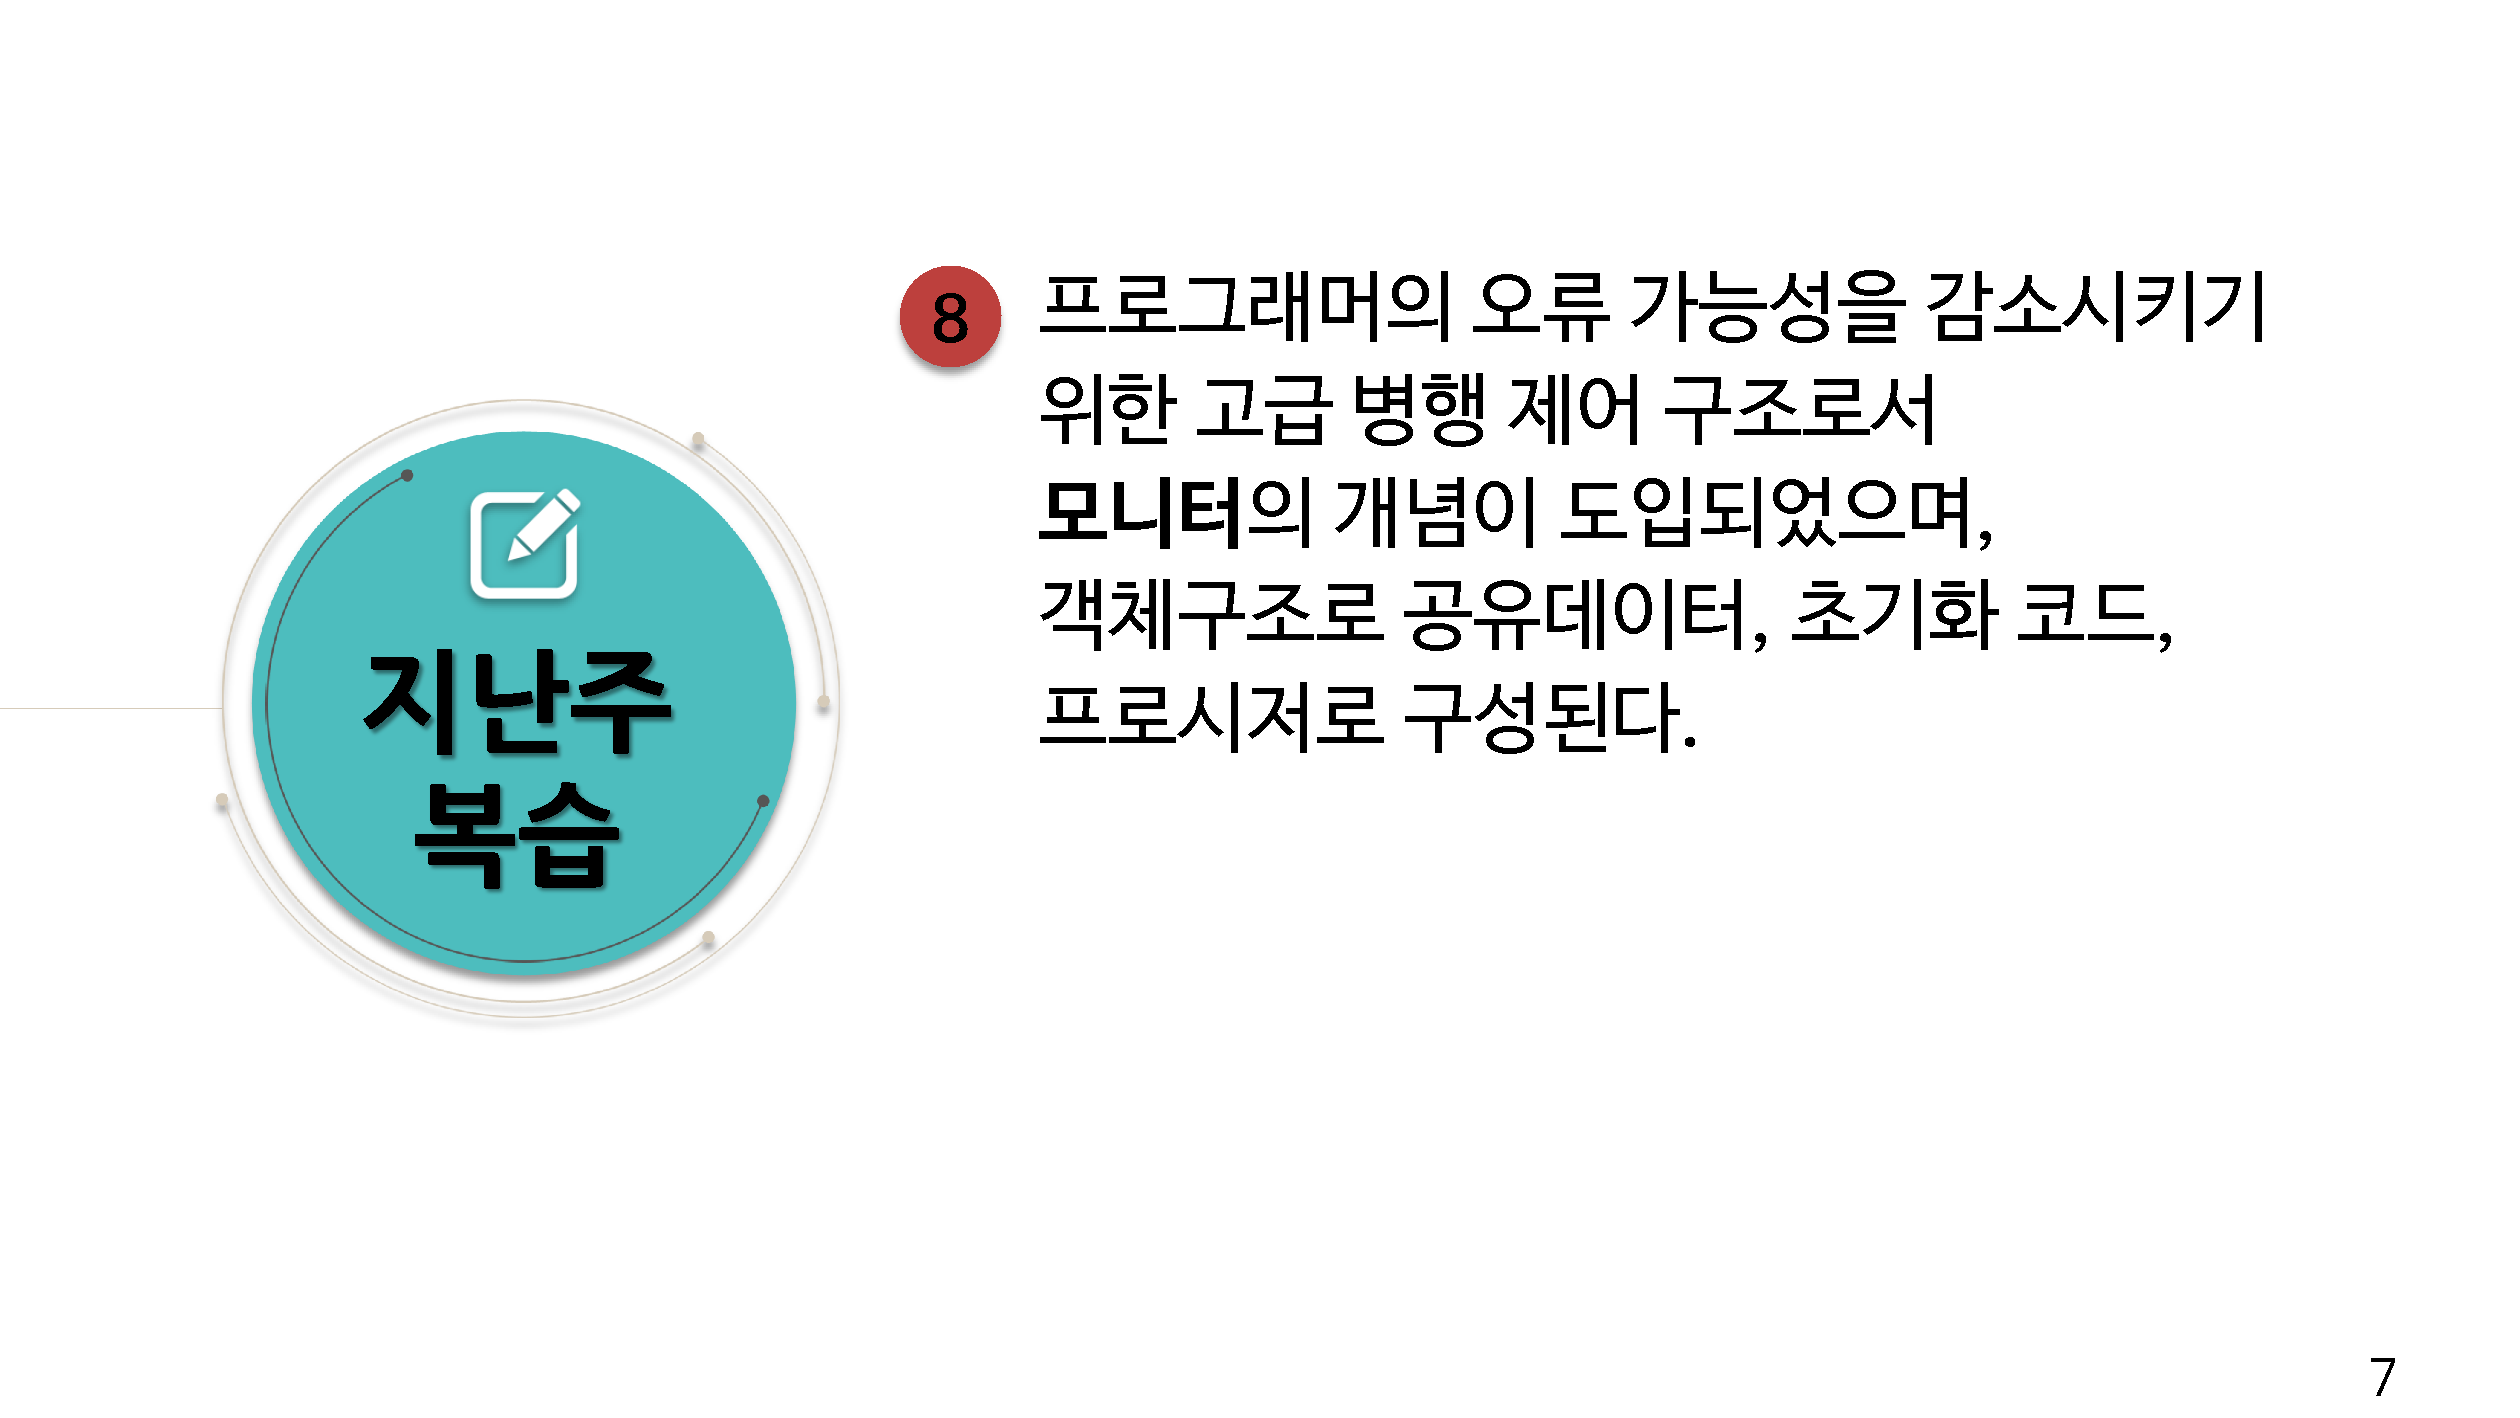 지난주
복습
8
프로그래머의 오류 가능성을 감소시키기
위한 고급 병행 제어 구조로서
모니터의 개념이 도입되었으며,
객체구조로 공유데이터, 초기화 코드,
프로시저로 구성된다.
7